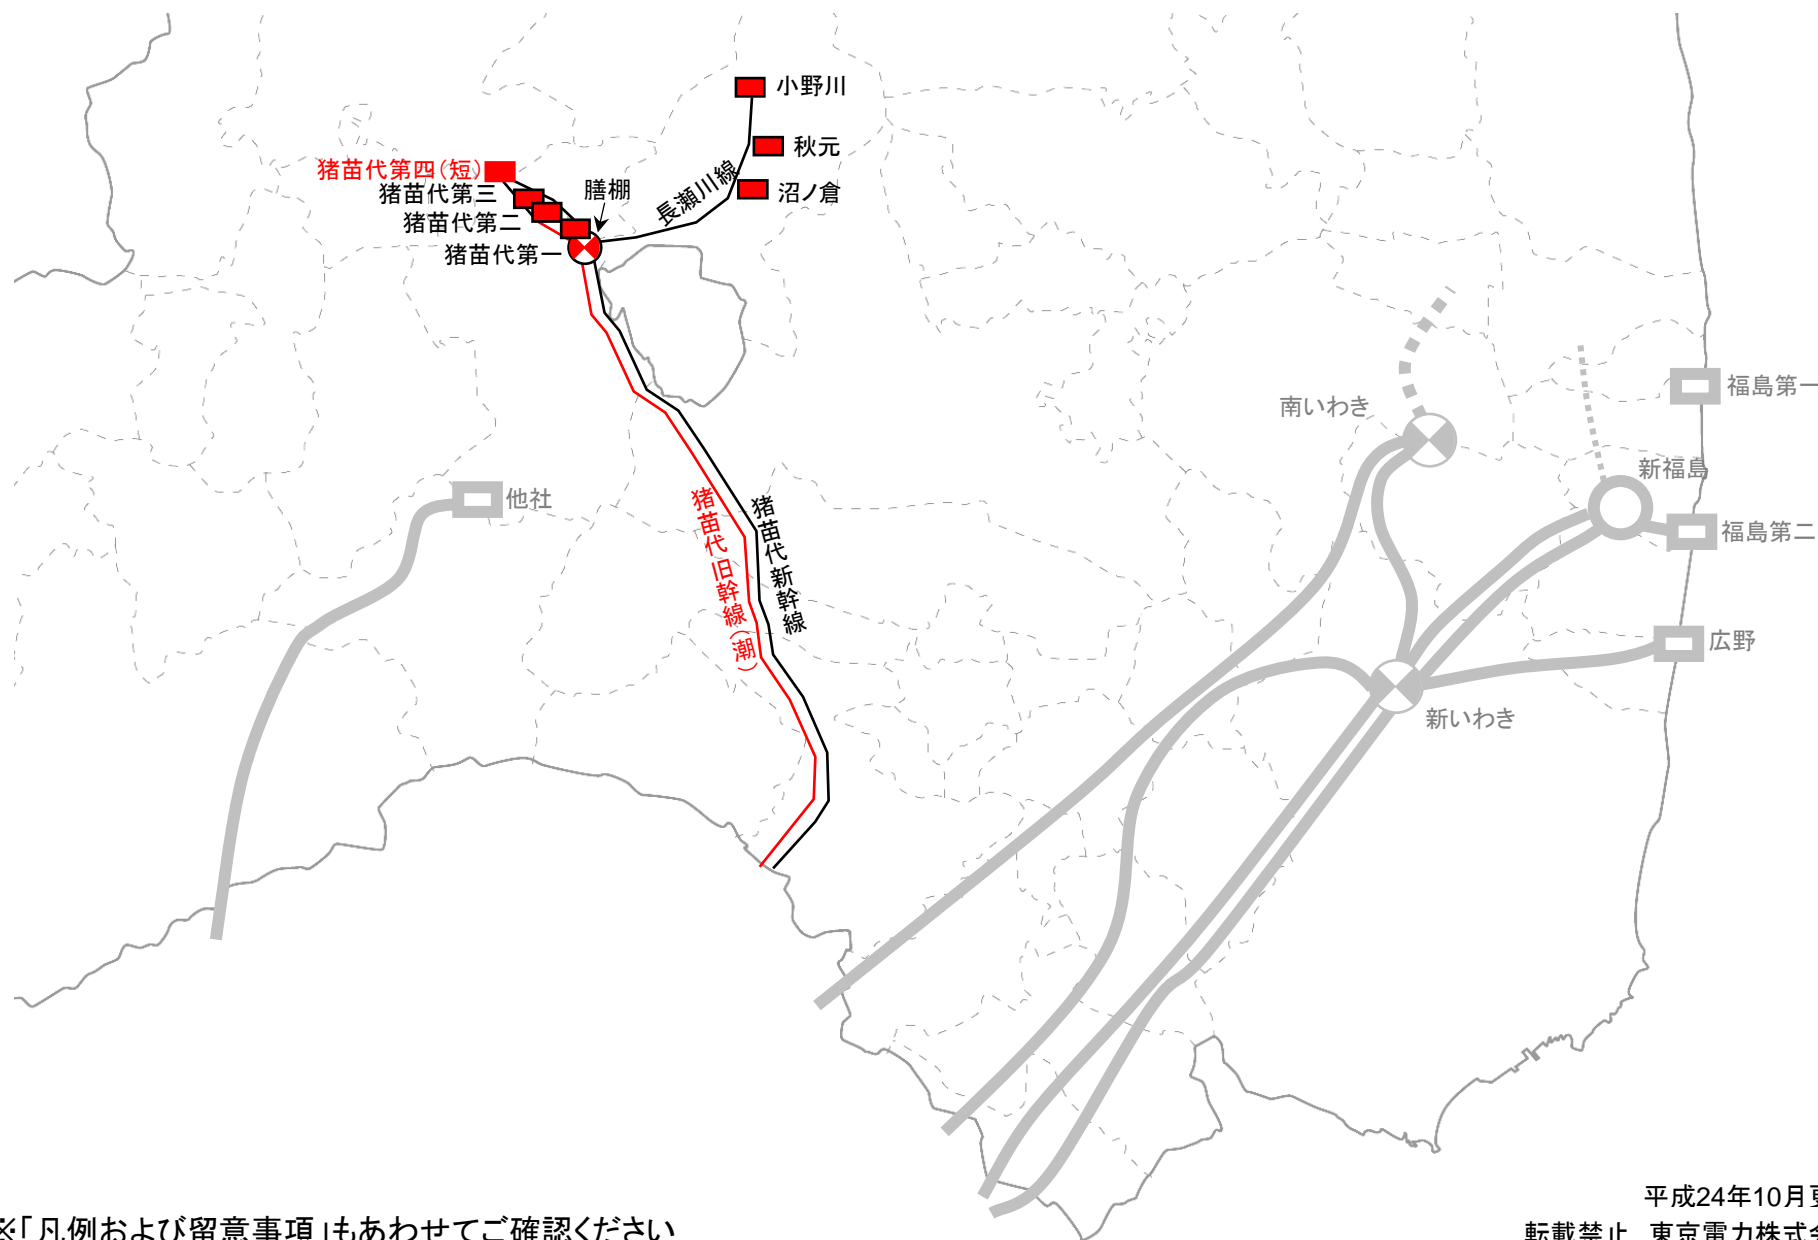 小野川
秋元
沼ノ倉
長瀬川線
膳棚
猪苗代第四(短)
猪苗代第三
猪苗代第二
猪苗代第一
猪苗代旧幹線(潮)
猪苗代新幹線
他社
南いわき
福島第一
新福島
福島第二
広野
新いわき
平成24年10月
※「凡例および留意事項」もあわせてご確認ください
転載禁止 東京電力株式会